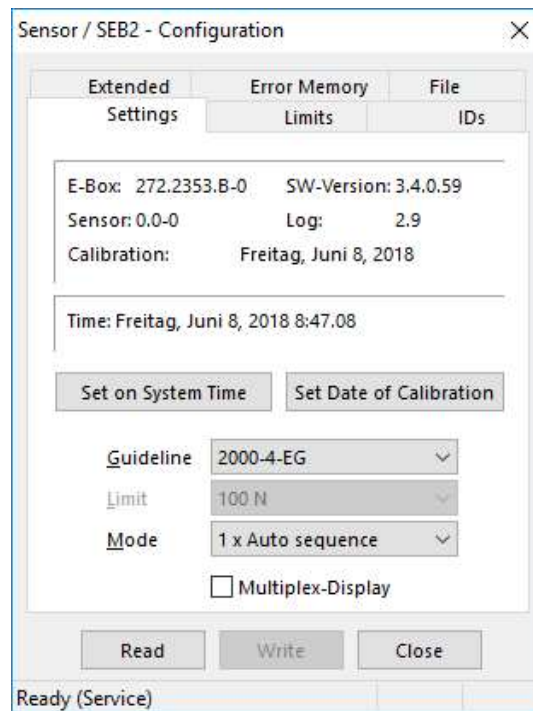 Sensor / SEB2 - Configuration
Extended Error Memory File
Settings Limits IDs
E-Box: 272.2353.B-0 SW-Version: 3.4.0.59
Sensor: 0.0-0 Log: 2.9
Calibration: Freitag, Juni 8, 2018
Time: Freitag, Juni 8, 2018 8:47.08
Set on System Time Set Date of Calibration
Guideline 2000-4-EG
Limit 100 N
Mode 1 x Auto sequence
Multiplex-Display
Read Write Close
Ready (Service)